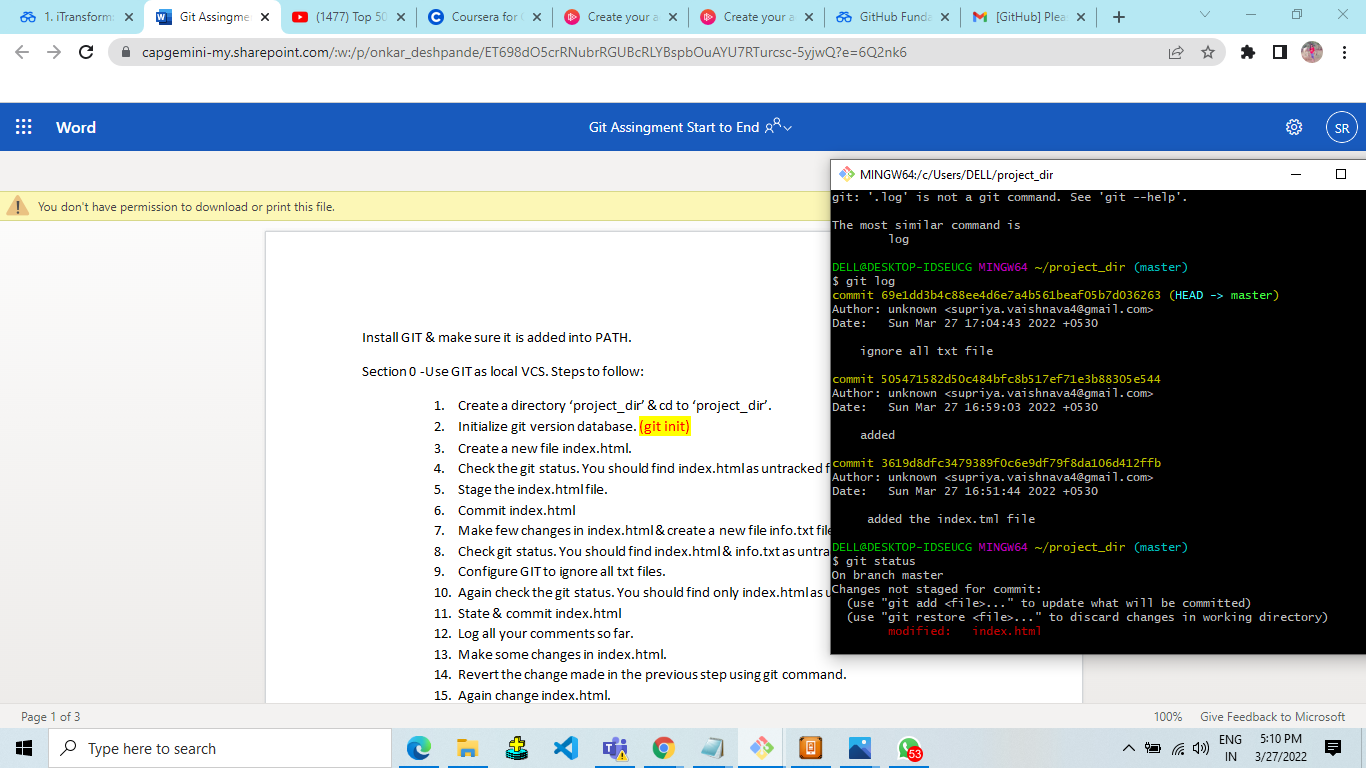 1. iTransform
Git Assingme
(1477) Top 50
Coursera for
Create your a
Create your a
GitHub Funda
[GitHub] Plea
capgemini-my.sharepoint.com/:w:/p/onkar_deshpande/ET698dO5crRNubrRGUBcRLYBspbOuAYU7RTurcsc-5yjwQ?e=6Q2nk6
Word
Git Assingment Start to End
SR
You don't have permission to download or print this file.
Install GIT & make sure it is added into PATH.
Section 0 -Use GIT as local VCS. Steps to follow:
1. Create a directory ‘project_dir’ & cd to ‘project_dir’.
2. Initialize git version database. (git init)
3. Create a new file index.html.
4. Check the git status. You should find index.html as untracked f
5. Stage the index.html file.
6. Commit index.html
7. Make few changes in index.html & create a new file info.txt file
8. Check git status. You should find index.html & info.txt as untra
9. Configure GIT to ignore all txt files.
10. Again check the git status. You should find only index.html as u
11. State & commit index.html
12. Log all your comments so far.
13. Make some changes in index.html.
14. Revert the change made in the previous step using git command.
15. Again change index.html.
MINGW64:/c/Users/DELL/project_dir
git: '.log' is not a git command. See 'git --help'.
The most similar command is
log
DELL@DESKTOP-IDSEUCG MINGW64 ~/project_dir (master)
$ git log
commit 69e1dd3b4c88ee4d6e7a4b561beaf05b7d036263 (HEAD -> master)
Author: unknown <supriya.vaishnava4@gmail.com>
Date: Sun Mar 27 17:04:43 2022 +0530
ignore all txt file
commit 505471582d50c484bfc8b517ef71e3b88305e544
Author: unknown <supriya.vaishnava4@gmail.com>
Date: Sun Mar 27 16:59:03 2022 +0530
added
commit 3619d8dfc3479389f0c6e9df79f8da106d412ffb
Author: unknown <supriya.vaishnava4@gmail.com>
Date: Sun Mar 27 16:51:44 2022 +0530
added the index.tml file
DELL@DESKTOP-IDSEUCG MINGW64 ~/project_dir (master)
$ git status
On branch master
Changes not staged for commit:
(use "git add <file>..." to update what will be committed)
(use "git restore <file>..." to discard changes in working directory)
modified: index.html
Page 1 of 3
100%
Give Feedback to Microsoft
Type here to search
53
ENG
IN
5:10 PM
3/27/2022